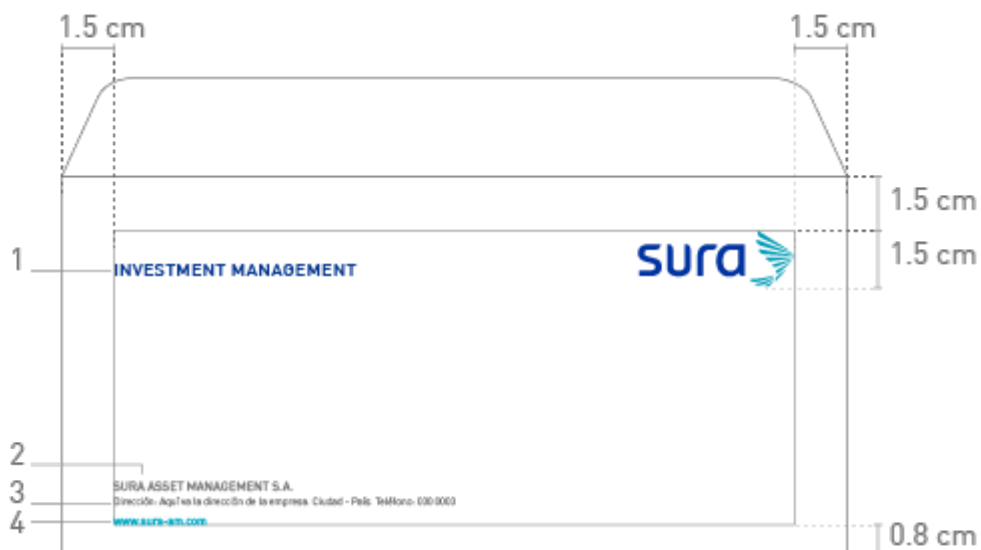 1.5 cm 1.5 cm
1.5 cm
1.5 cm
1 INVESTMENT MANAGEMENT sura
2
SURA ASSET MANAGEMENT S.A.
3 Dirección: Aquí va la dirección de la empresa. Ciudad - País. Teléfono: 000 0000
4 www.sura-am.com
0.8 cm